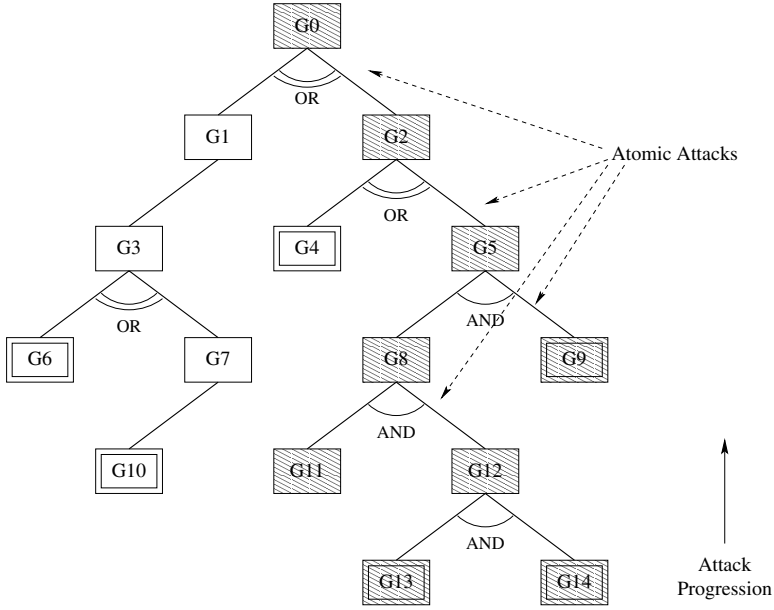 G0
OR
G1
G2
Atomic Attacks
OR
G3
G4
G5
OR
AND
G6
G7
G8
G9
AND
G10
G11
G12
AND
Attack
Progression
G13
G14